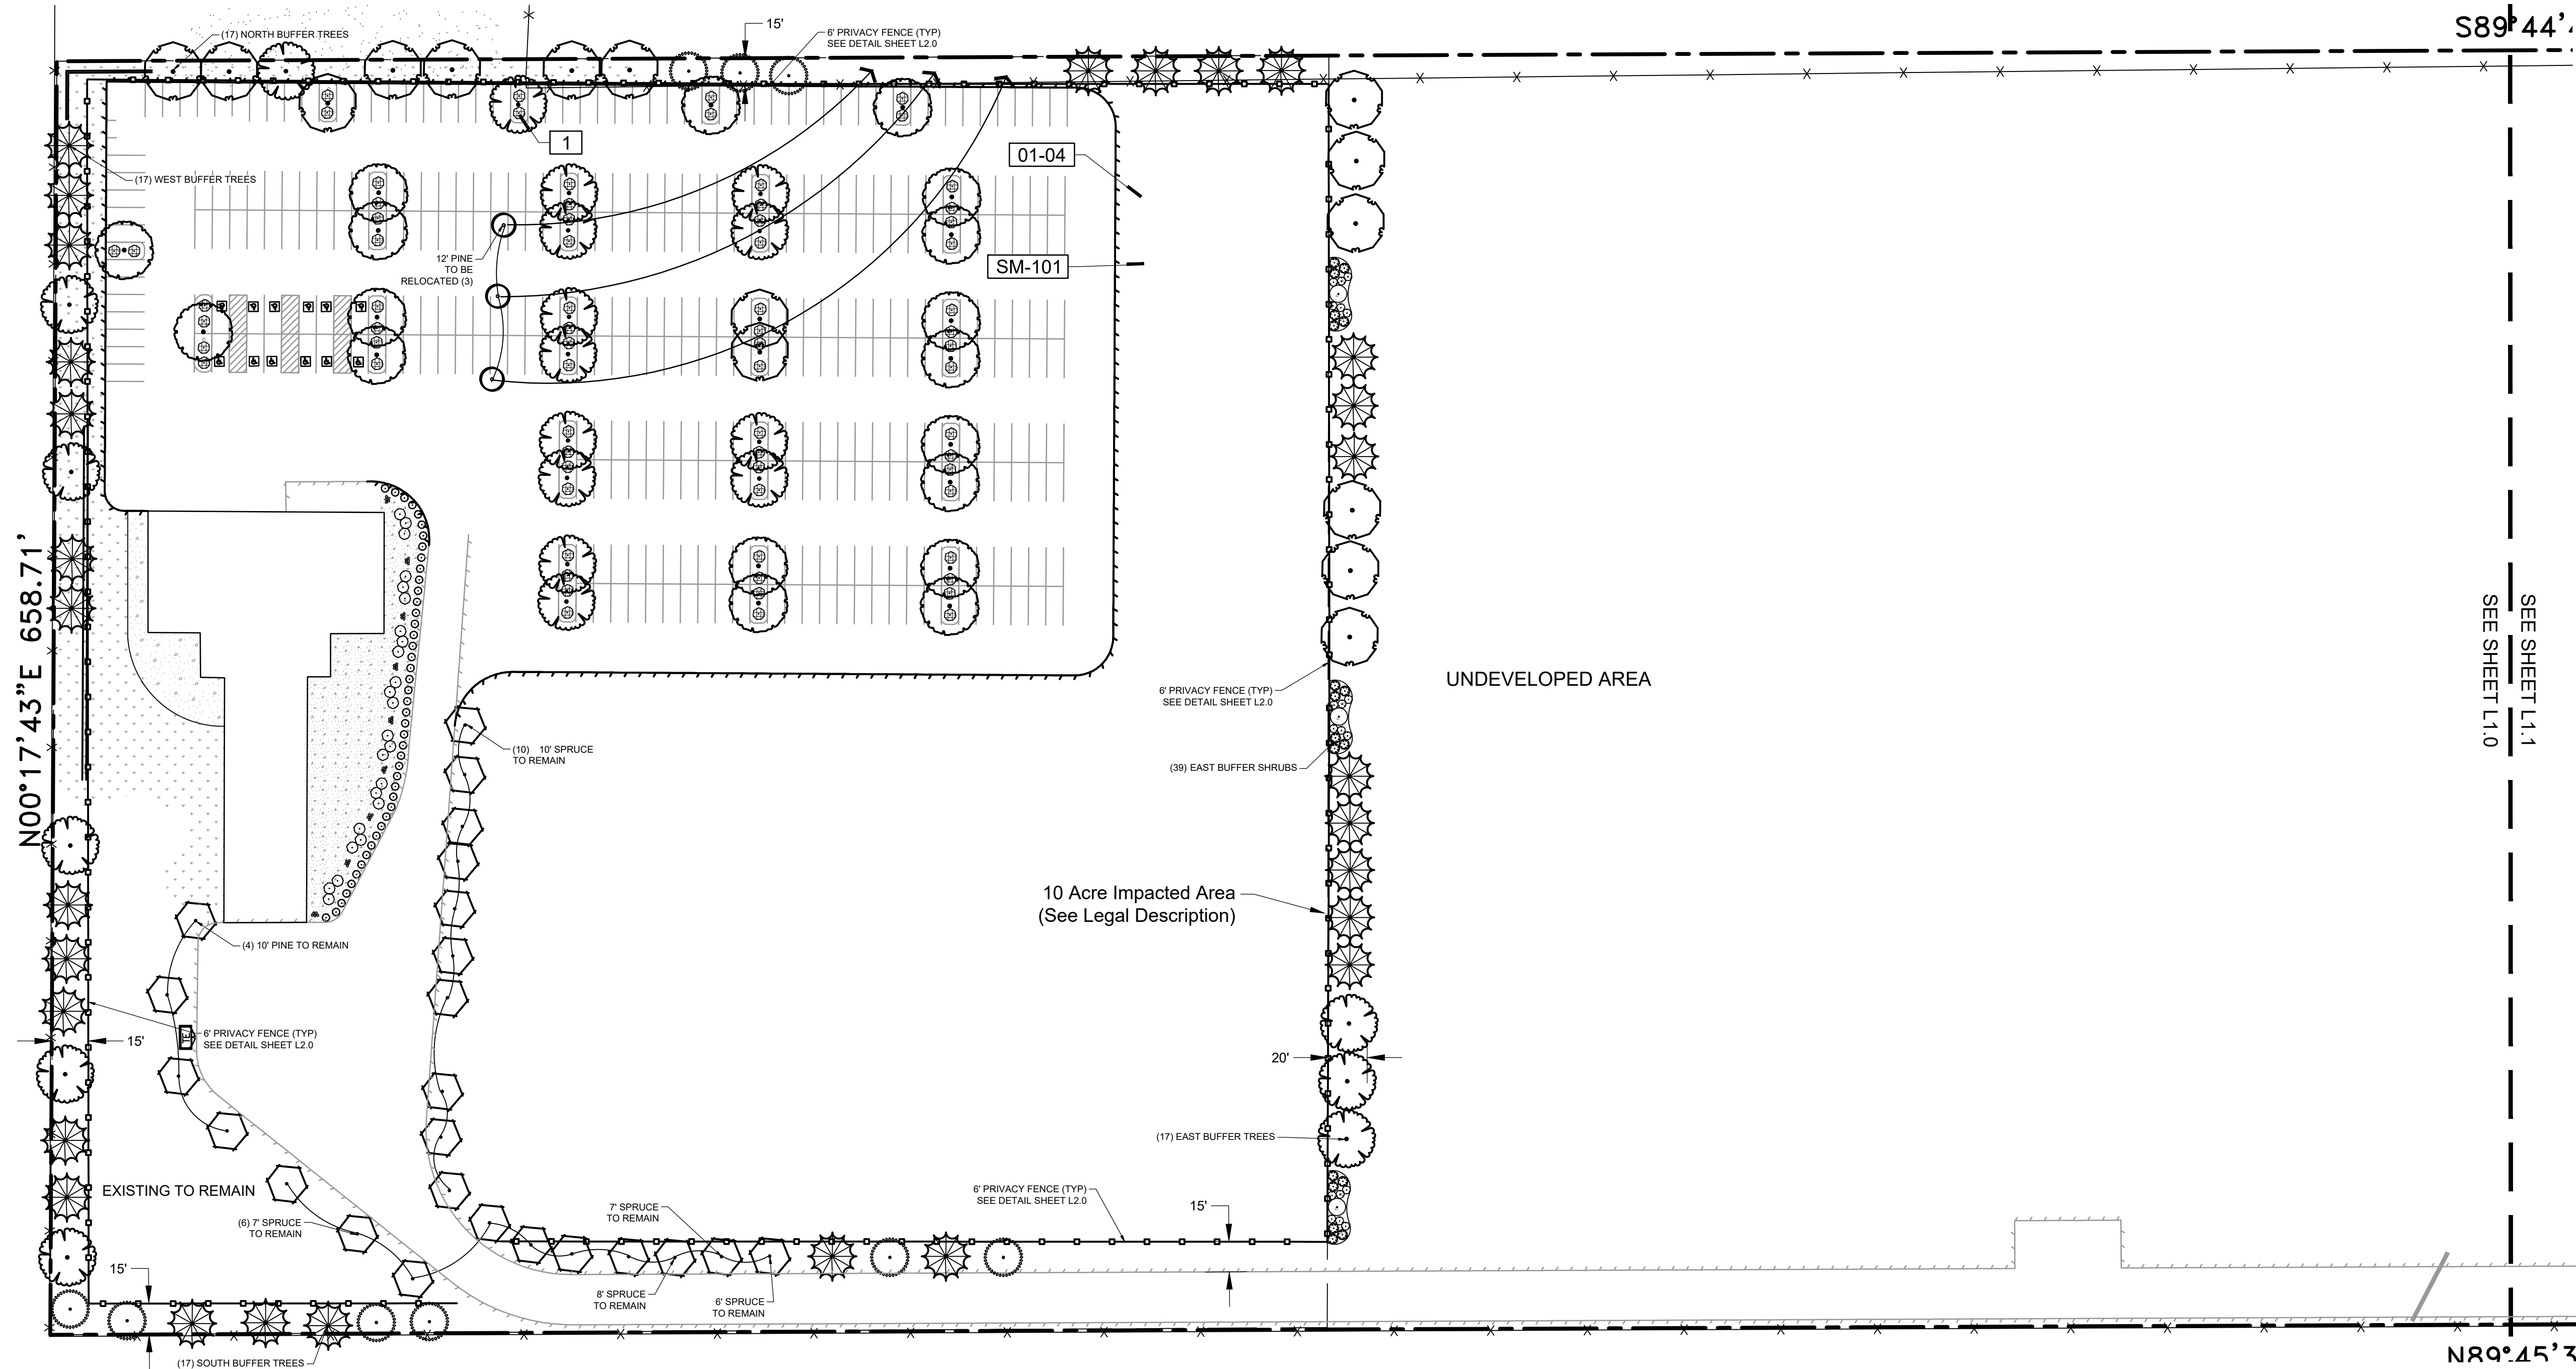 S89°44'
15'
(17) NORTH BUFFER TREES
6' PRIVACY FENCE (TYP)
SEE DETAIL SHEET L2.0
1
01-04
(17) WEST BUFFER TREES
SM-101
12' PINE
TO BE
RELOCATED (3)
N00°17'43"E 658.71'
SEE SHEET L1.0
SEE SHEET L1.1
UNDEVELOPED AREA
6' PRIVACY FENCE (TYP)
SEE DETAIL SHEET L2.0
(10) 10' SPRUCE
TO REMAIN
(39) EAST BUFFER SHRUBS
10 Acre Impacted Area
(See Legal Description)
(4) 10' PINE TO REMAIN
6' PRIVACY FENCE (TYP)
SEE DETAIL SHEET L2.0
15'
TE
20'
(17) EAST BUFFER TREES
EXISTING TO REMAIN
6' PRIVACY FENCE (TYP)
SEE DETAIL SHEET L2.0
15'
7' SPRUCE
TO REMAIN
(6) 7' SPRUCE
TO REMAIN
15'
8' SPRUCE
TO REMAIN
6' SPRUCE
TO REMAIN
(17) SOUTH BUFFER TREES
N89°45'3